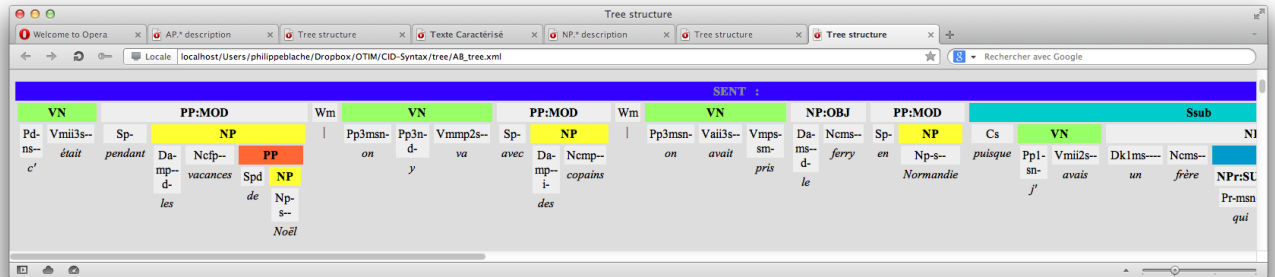 Tree structure
Welcome to Opera AP.* description Tree structure Texte Caractérisé NP.* description Tree structure Tree structure
Locale localhost/Users/philippeblache/Dropbox/OTIM/CID-Syntax/tree/AB_tree.xml Rechercher avec Google
SENT :
VN PP:MOD Wm VN PP:MOD Wm VN NP:OBJ PP:MOD Ssub
Pd-ns-- Vmii3s-- Sp- NP | Pp3msn- Pp3n-d- Vmmp2s-- Sp- NP | Pp3msn- Vaii3s-- Vmps-sm- Da-ms--d- Ncms-- Sp- NP Cs VN NI
c' était pendant Da-mp--d- Ncfp-- PP on y va avec Da-mp--i- Ncmp-- on avait pris le ferry en Np-s-- puisque Pp1-sn- Vmii2s-- Dk1ms---- Ncms--
les vacances Spd NP des copains Normandie j' avais un frère NPr:SU
de Np-s-- Pr-msn
Noël qui